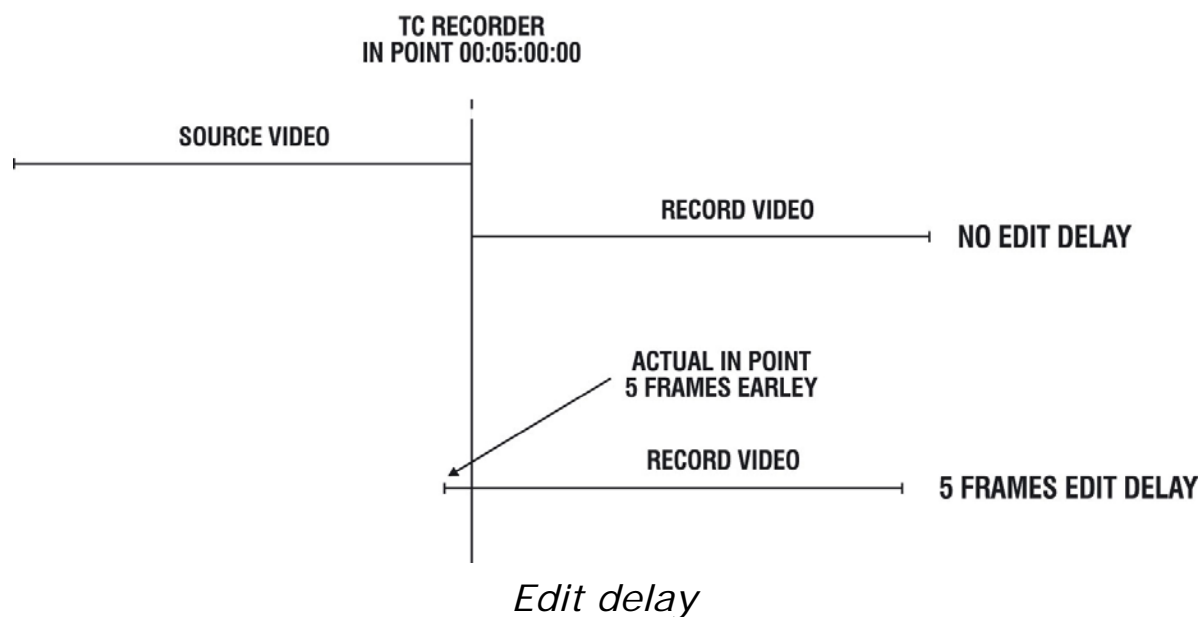 TC RECORDER
IN POINT 00:05:00:00
SOURCE VIDEO
RECORD VIDEO
NO EDIT DELAY
ACTUAL IN POINT
5 FRAMES EARLEY
RECORD VIDEO
5 FRAMES EDIT DELAY
Edit delay